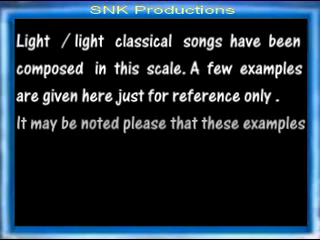 SNK Productions
Light / light classical songs have been
composed in this scale. A few examples
are given here just for reference only .
It may be noted please that these examples